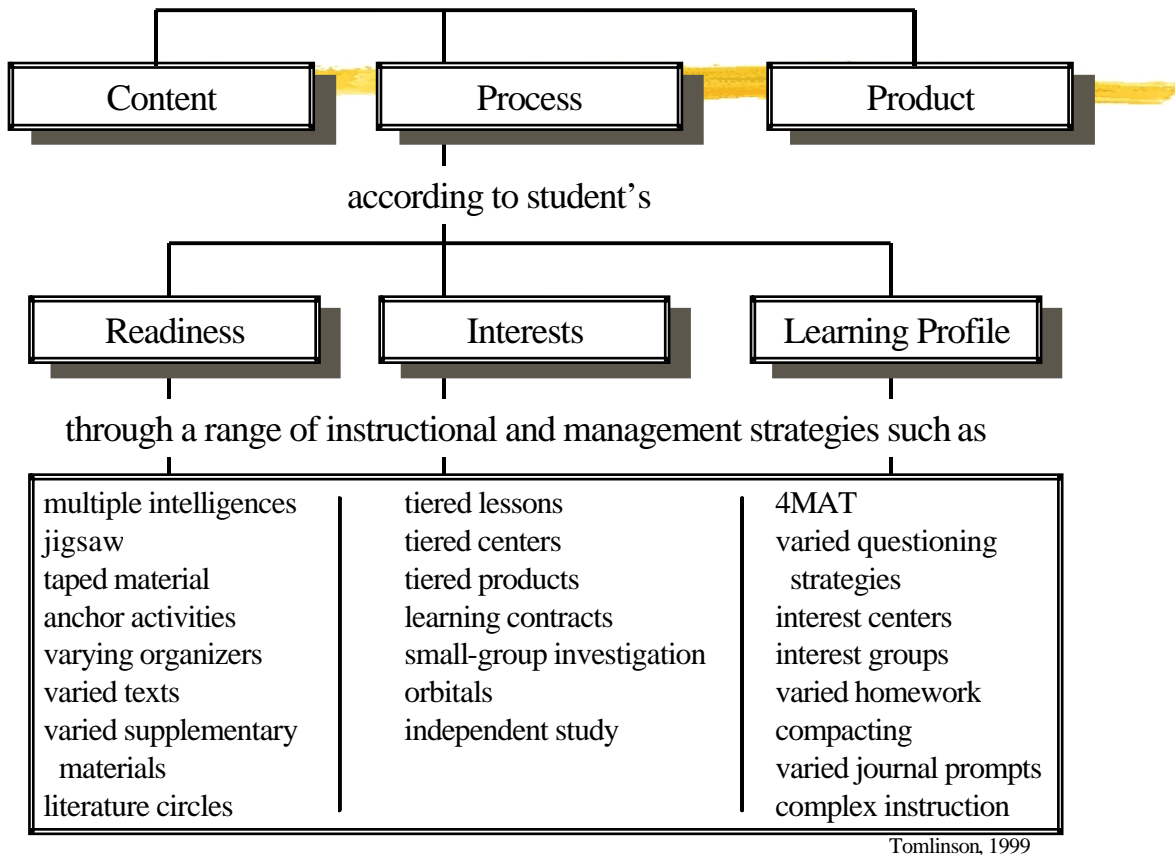 Content
Process
Product
according to student’s
Readiness
Interests
Learning Profile
through a range of instructional and management strategies such as
multiple intelligences
jigsaw
taped material
anchor activities
varying organizers
varied texts
varied supplementary
materials
literature circles
tiered lessons
tiered centers
tiered products
learning contracts
small-group investigation
orbitals
independent study
4MAT
varied questioning
strategies
interest centers
interest groups
varied homework
compacting
varied journal prompts
complex instruction
Tomlinson, 1999